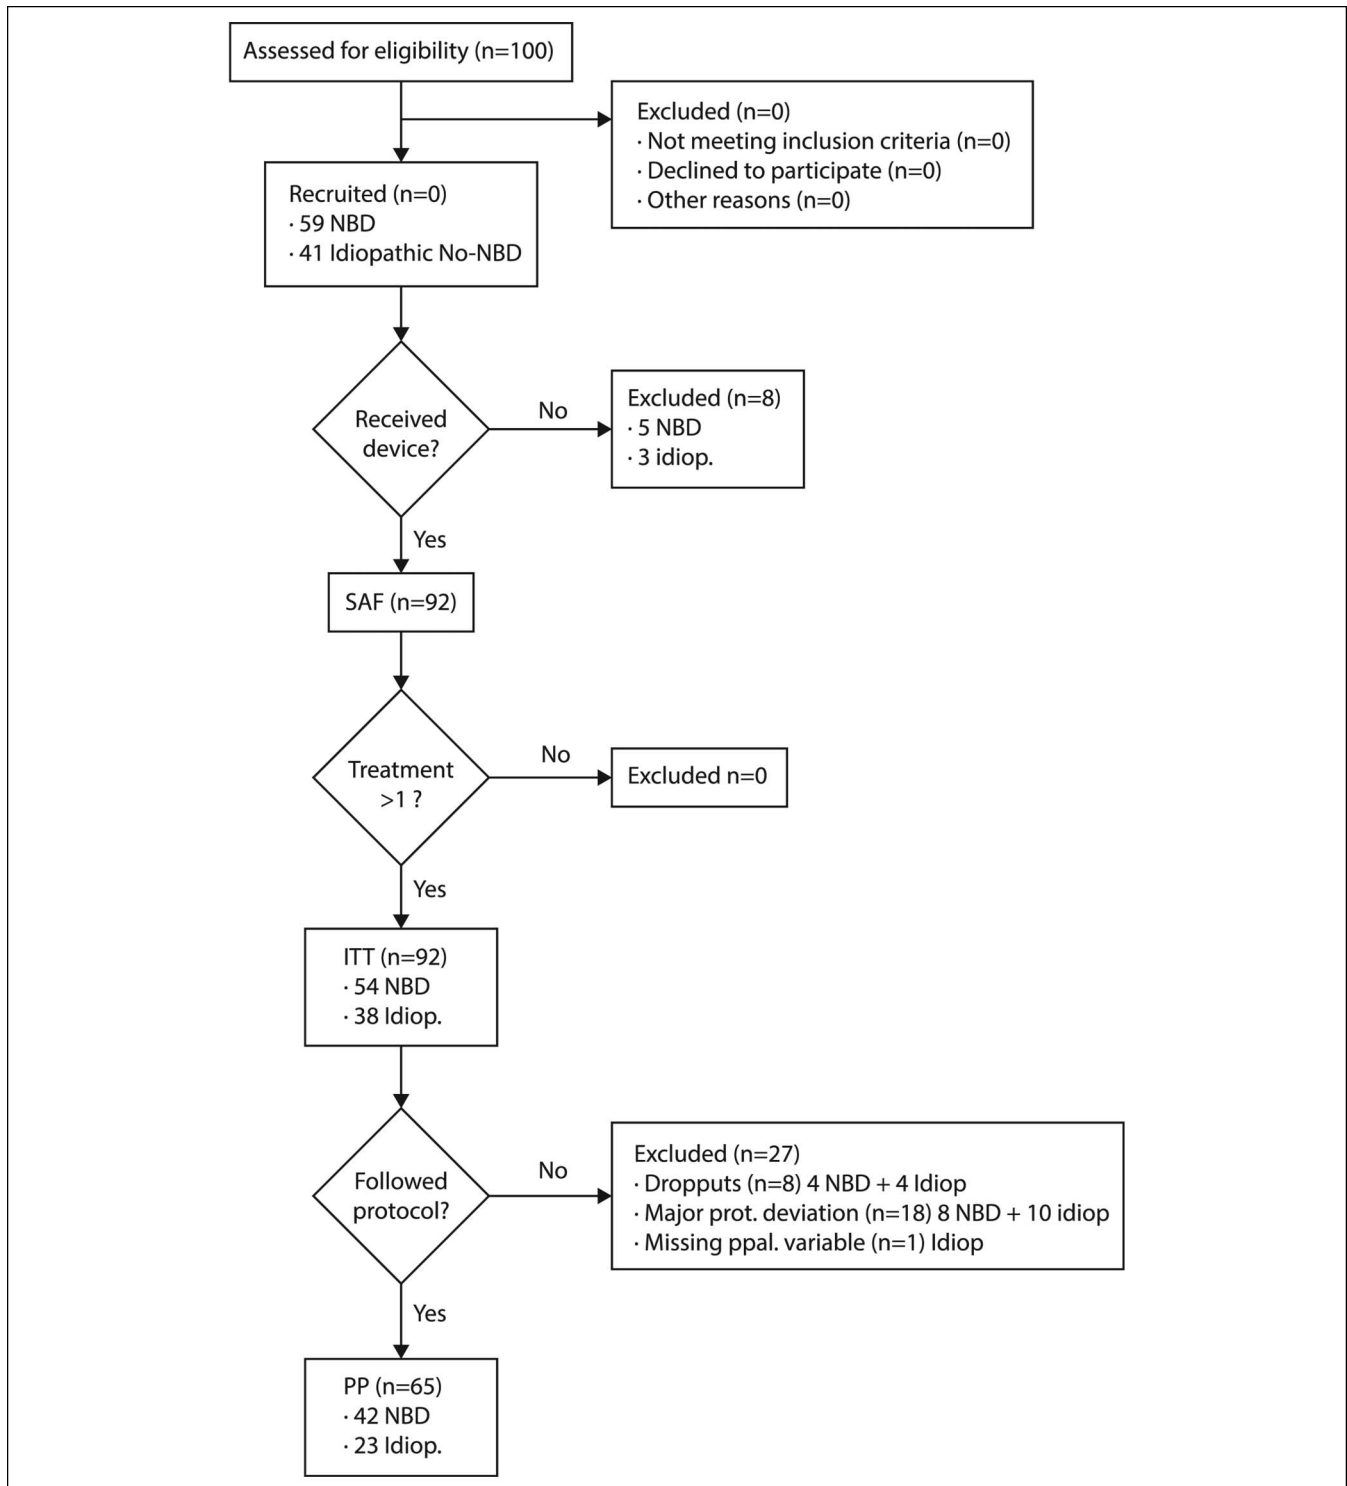 Assessed for eligibility (n=100)
Excluded (n=0)
· Not meeting inclusion criteria (n=0)
· Declined to participate (n=0)
· Other reasons (n=0)
Recruited (n=0)
· 59 NBD
· 41 Idiopathic No-NBD
Received
device?
No
Excluded (n=8)
· 5 NBD
· 3 idiop.
Yes
SAF (n=92)
Treatment
>1 ?
No
Excluded n=0
Yes
ITT (n=92)
· 54 NBD
· 38 Idiop.
Followed
protocol?
No
Excluded (n=27)
· Dropputs (n=8) 4 NBD + 4 Idiop
· Major prot. deviation (n=18) 8 NBD + 10 idiop
· Missing ppal. variable (n=1) Idiop
Yes
PP (n=65)
· 42 NBD
· 23 Idiop.